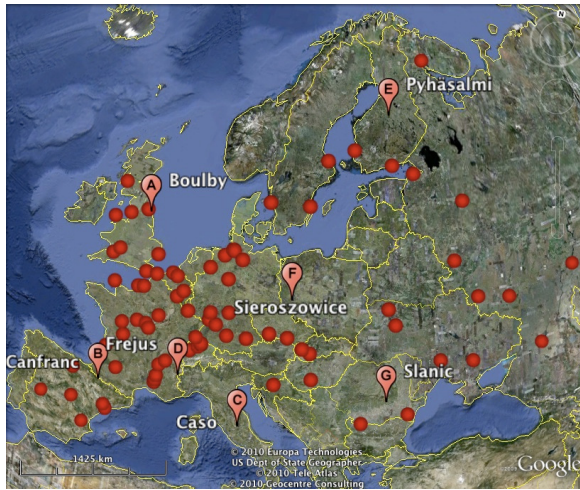 N
E
Pyhäsalmi
A
Boulby
F
Sieroszowice
Frejus
D
B
Canfranc
Slanic
G
C
Caso
1425 km
© 2010 Europa Technologies
US Dept of State Geographer
© 2010 Tele Atlas
© 2010 Geocentre Consulting
Google